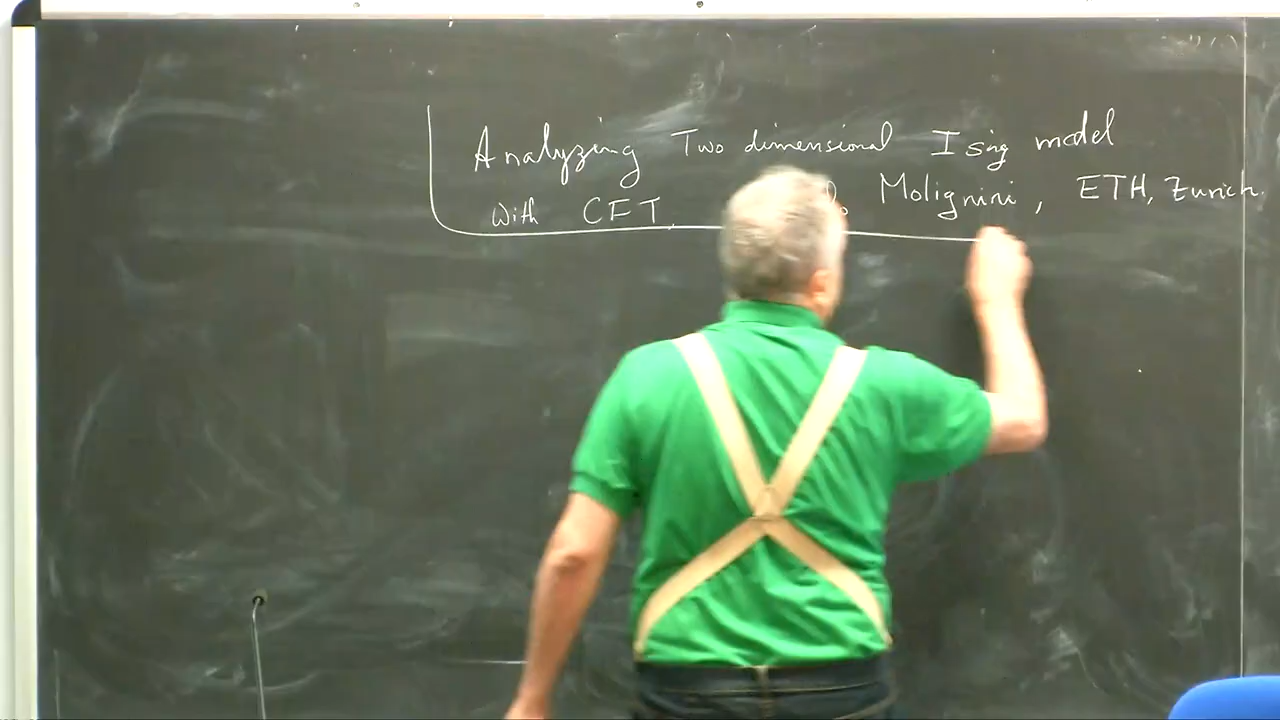 Analyzing Two dimensional Ising model
with CFT. Molignini, ETH, Zurich.